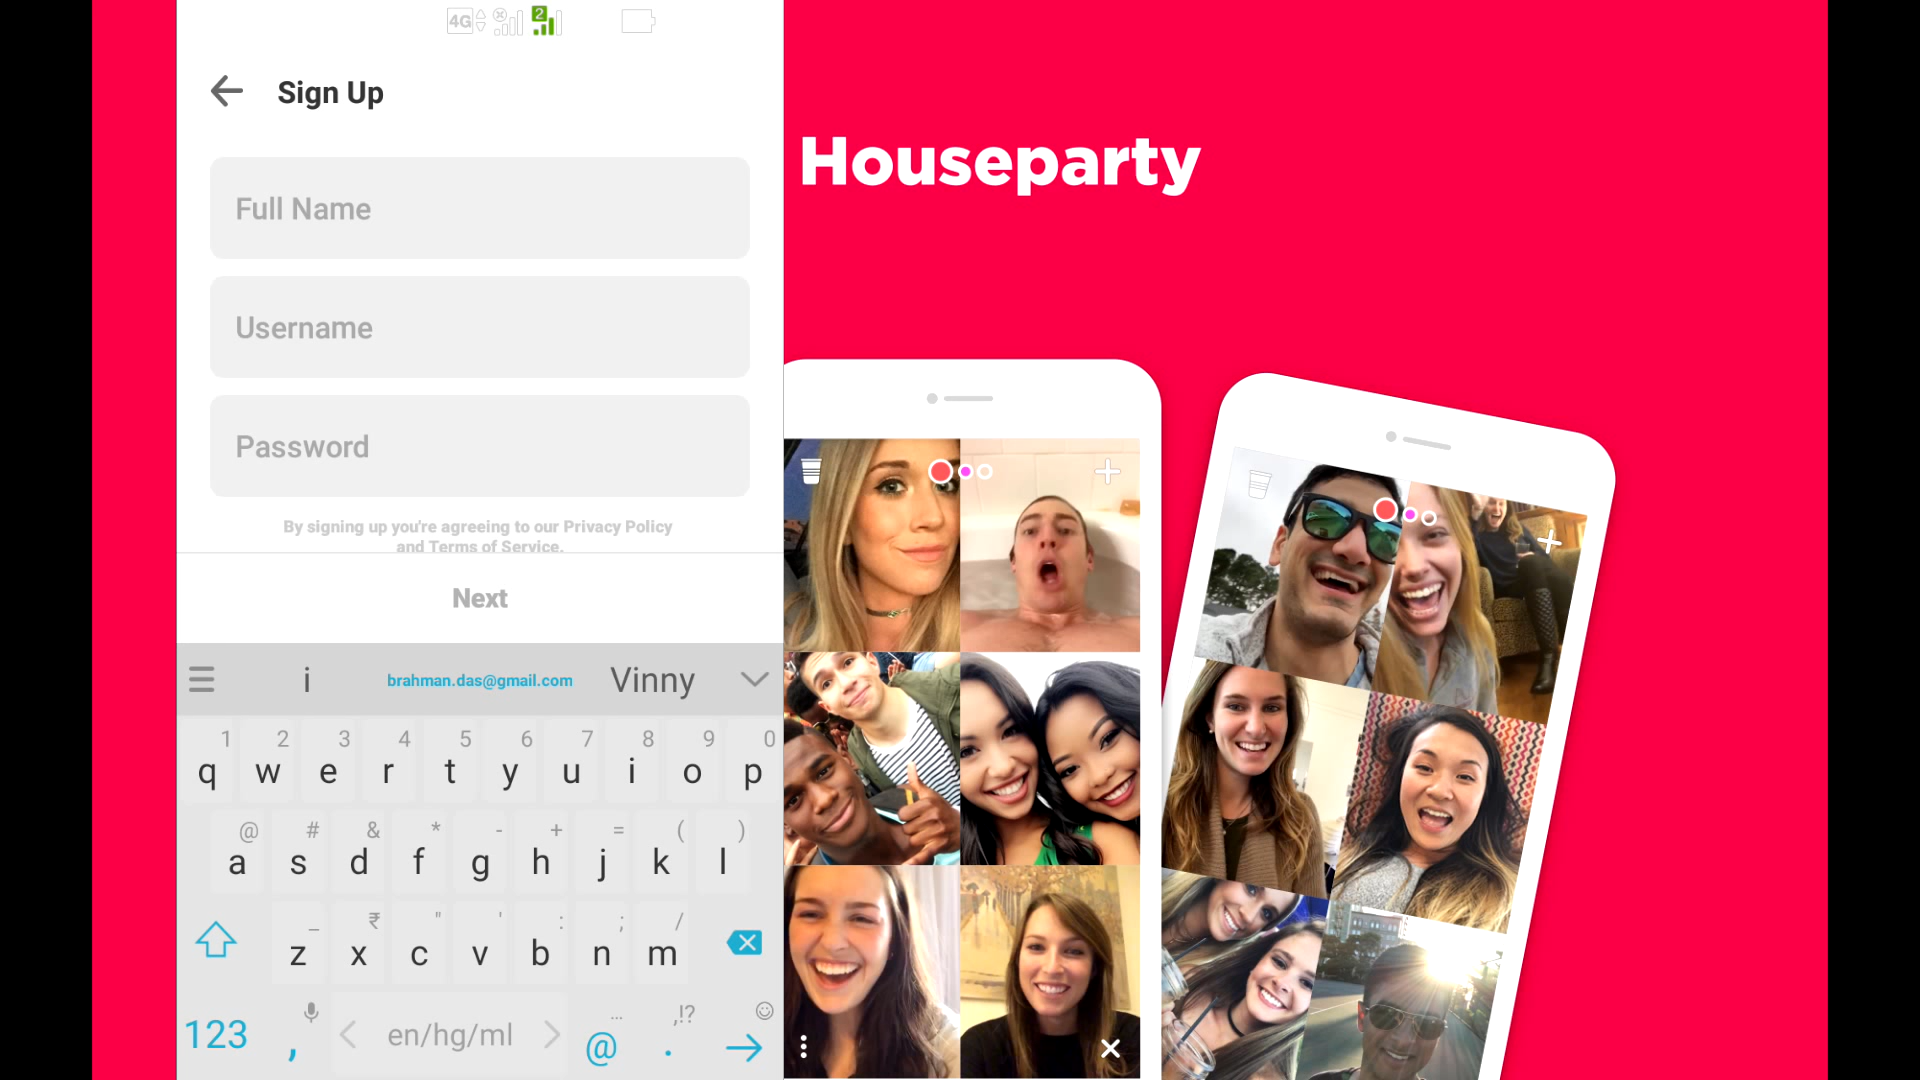 4G 2
Sign Up
Houseparty
Full Name
Username
Password
By signing up you're agreeing to our Privacy Policy
and Terms of Service.
Next
i brahman.das@gmail.com Vinny
1 2 3 4 5 6 7 8 9 0
q w e r t y u i o p
@ # & * - + = ( )
a s d f g h j k l
_ ₹ " ' : ; /
z x c v b n m
... ,!?
123 , en/hg/ml @ .